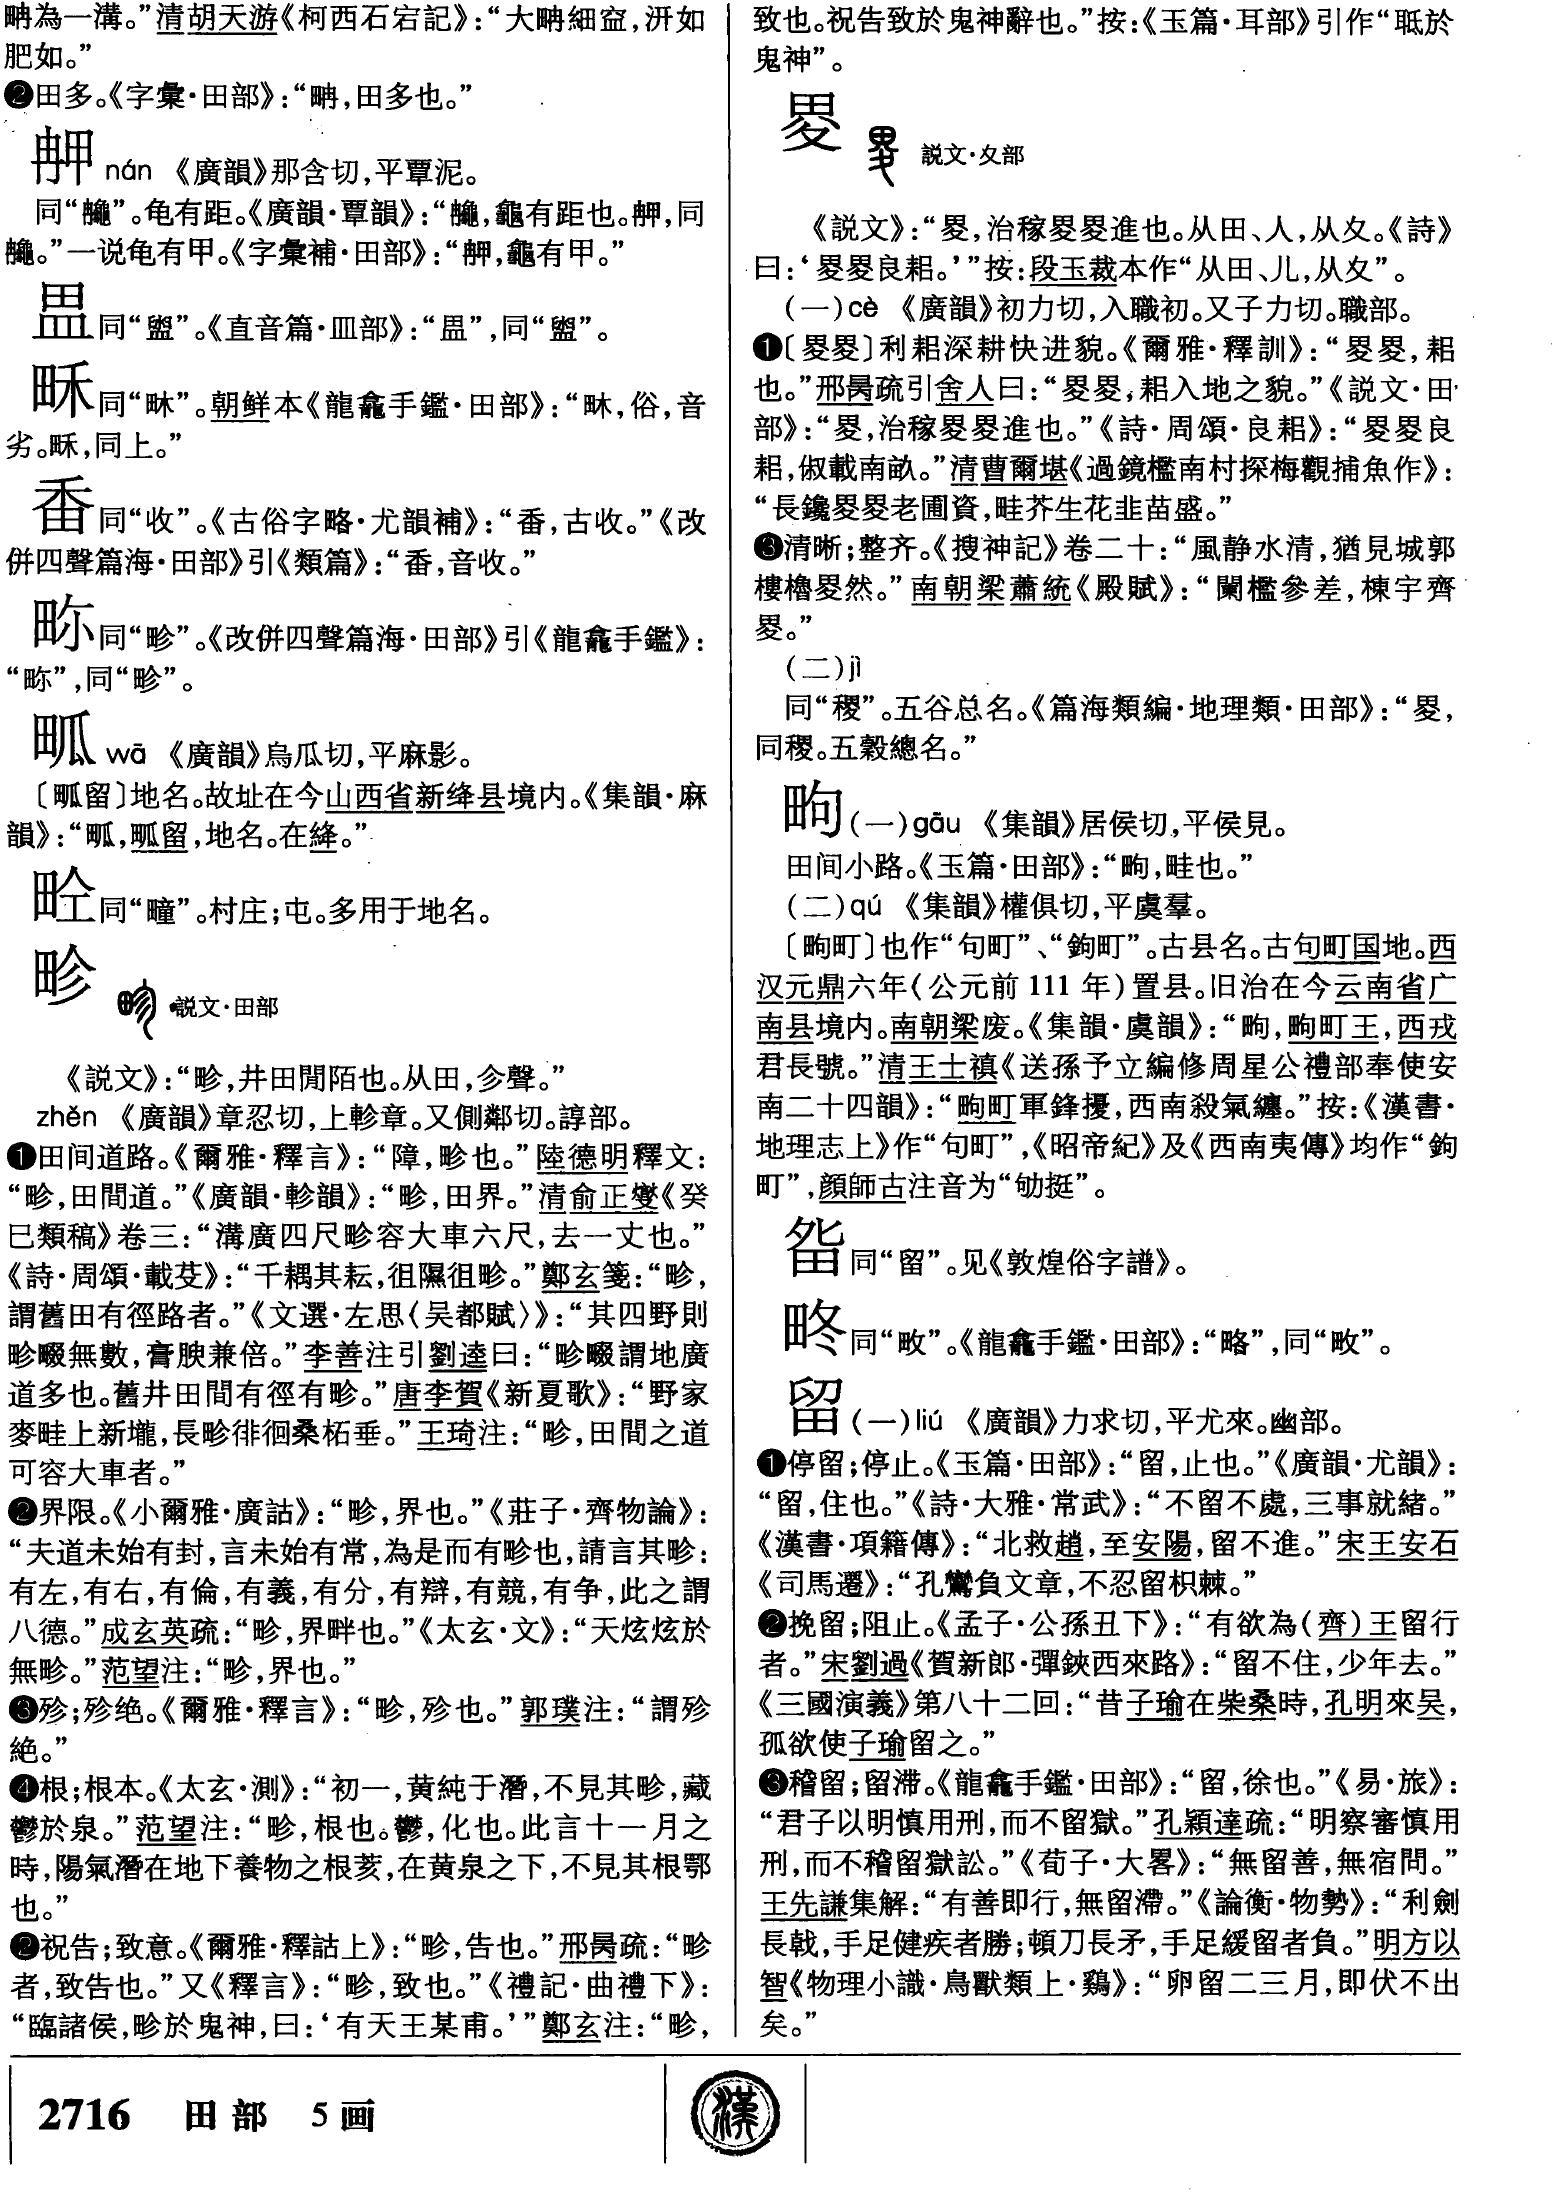 為一溝。”清胡天游《柯西石宕記》:“大細,汧如
肥如。”
❷田多。《字彙·田部》:“,田多也。”
nán 《廣韻》那含切,平覃泥。
同“”。龟有距。《廣韻·覃韻》:“,龜有距也。,同
。”一说龟有甲。《字彙補·田部》:“,龜有甲。”
同“盥”。《直音篇·皿部》:“”,同“盥”。
同“”。朝鲜本《龍龕手鑑·田部》:“,俗,音
劣。,同上。”
畨同“收”。《古俗字略·尤韻補》:“畨,古收。”《改
併四聲篇海·田部》引《類篇》:“畨,音收。”
同“畛”。《改併四聲篇海·田部》引《龍龕手鑑》:
“”,同“畛”。
wā 《廣韻》烏瓜切,平麻影。
〔留〕地名。故址在今山西省新绛县境内。《集韻·麻
韻》:“,留,地名。在絳。”
同“疃”。村庄;屯。多用于地名。
畛 説文·田部
《説文》:“畛,井田閒陌也。从田,㐱聲。”
zhěn 《廣韻》章忍切,上軫章。又側鄰切。諄部。
❶田间道路。《爾雅·釋言》:“障,畛也。”陸德明釋文:
“畛,田間道。”《廣韻·軫韻》:“畛,田界。”清俞正燮《癸
巳類稿》卷三:“溝廣四尺畛容大車六尺,去一丈也。”
《詩·周頌·載芟》:“千耦其耘,徂隰徂畛。”鄭玄箋:“畛,
謂舊田有徑路者。”《文選·左思〈吴都賦〉》:“其四野則
畛畷無數,膏腴兼倍。”李善注引劉逵曰:“畛畷謂地廣
道多也。舊井田間有徑有畛。”唐李賀《新夏歌》:“野家
麥畦上新壠,長畛徘徊桑柘垂。”王琦注:“畛,田間之道
可容大車者。”
❷界限。《小爾雅·廣詁》:“畛,界也。”《莊子·齊物論》:
“夫道未始有封,言未始有常,為是而有畛也,請言其畛:
有左,有右,有倫,有義,有分,有辯,有競,有争,此之謂
八德。”成玄英疏:“畛,界畔也。”《太玄·文》:“天炫炫於
無畛。”范望注:“畛,界也。”
❸殄;殄绝。《爾雅·釋言》:“畛,殄也。”郭璞注:“謂殄
絶。”
❹根;根本。《太玄·測》:“初一,黄純于潛,不見其畛,藏
鬱於泉。”范望注:“畛,根也。鬱,化也。此言十一月之
時,陽氣潛在地下養物之根荄,在黄泉之下,不見其根鄂
也。”
❷祝告;致意。《爾雅·釋詁上》:“畛,告也。”邢昺疏:“畛
者,致告也。”又《釋言》:“畛,致也。”《禮記·曲禮下》:
“臨諸侯,畛於鬼神,曰:‘有天王某甫。’”鄭玄注:“畛,
致也。祝告致於鬼神辭也。”按:《玉篇·耳部》引作“聄於
鬼神”。
畟 説文·夊部
《説文》:“畟,治稼畟畟進也。从田、人,从夊。《詩》
曰:‘畟畟良耜。’”按:段玉裁本作“从田、儿,从夊”。
(一)cè 《廣韻》初力切,入職初。又子力切。職部。
❶〔畟畟〕利耜深耕快进貌。《爾雅·釋訓》:“畟畟,耜
也。”邢昺疏引舍人曰:“畟畟,耜入地之貌。”《説文·田
部》:“畟,治稼畟畟進也。”《詩·周頌·良耜》:“畟畟良
耜,俶載南畝。”清曹爾堪《過鏡檻南村探梅觀捕魚作》:
“長鑱畟畟老圃資,畦芥生花韭苗盛。”
❸清晰;整齐。《搜神記》卷二十:“風静水清,猶見城郭
樓櫓畟然。”南朝梁蕭統《殿賦》:“闌檻參差,棟宇齊
畟。”
(二)jì
同“稷”。五谷总名。《篇海類編·地理類·田部》:“畟,
同稷。五穀總名。”
畃(一)gōu 《集韻》居侯切,平侯見。
田间小路。《玉篇·田部》:“畃,畦也。”
(二)qú 《集韻》權俱切,平虞羣。
〔畃町〕也作“句町”、“鉤町”。古县名。古句町国地。西
汉元鼎六年(公元前111年)置县。旧治在今云南省广
南县境内。南朝梁废。《集韻·虞韻》:“畃,畃町王,西戎
君長號。”清王士禛《送孫予立編修周星公禮部奉使安
南二十四韻》:“畃町軍鋒擾,西南殺氣纏。”按:《漢書·
地理志上》作“句町”,《昭帝紀》及《西南夷傳》均作“鉤
町”,顔師古注音为“劬挺”。
同“留”。见《敦煌俗字譜》。
同“畋”。《龍龕手鑑·田部》:“”,同“畋”。
留(一)liú 《廣韻》力求切,平尤來。幽部。
❶停留;停止。《玉篇·田部》:“留,止也。”《廣韻·尤韻》:
“留,住也。”《詩·大雅·常武》:“不留不處,三事就緒。”
《漢書·項籍傳》:“北救趙,至安陽,留不進。”宋王安石
《司馬遷》:“孔鸞負文章,不忍留枳棘。”
❷挽留;阻止。《孟子·公孫丑下》:“有欲為(齊)王留行
者。”宋劉過《賀新郎·彈鋏西來路》:“留不住,少年去。”
《三國演義》第八十二回:“昔子瑜在柴桑時,孔明來吴,
孤欲使子瑜留之。”
❸稽留;留滞。《龍龕手鑑·田部》:“留,徐也。”《易·旅》:
“君子以明慎用刑,而不留獄。”孔穎達疏:“明察審慎用
刑,而不稽留獄訟。”《荀子·大畧》:“無留善,無宿問。”
王先謙集解:“有善即行,無留滯。”《論衡·物勢》:“利劍
長戟,手足健疾者勝;頓刀長矛,手足緩留者負。”明方以
智《物理小識·鳥獸類上·鷄》:“卵留二三月,即伏不出
矣。”
2716 田部 5画
漢